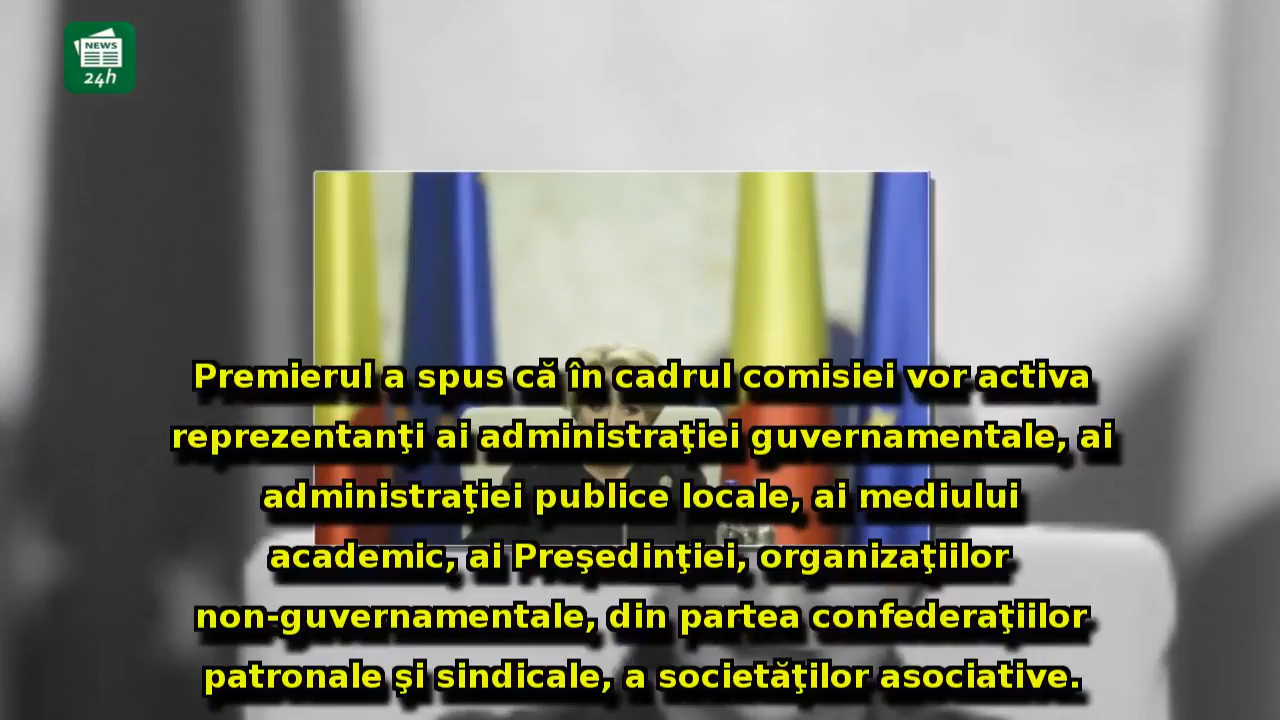 NEWS
24h
Premierul a spus că în cadrul comisiei vor activa
reprezentanţi ai administraţiei guvernamentale, ai
administraţiei publice locale, ai mediului
academic, ai Preşedinţiei, organizaţiilor
non-guvernamentale, din partea confederaţiilor
patronale şi sindicale, a societăţilor asociative.